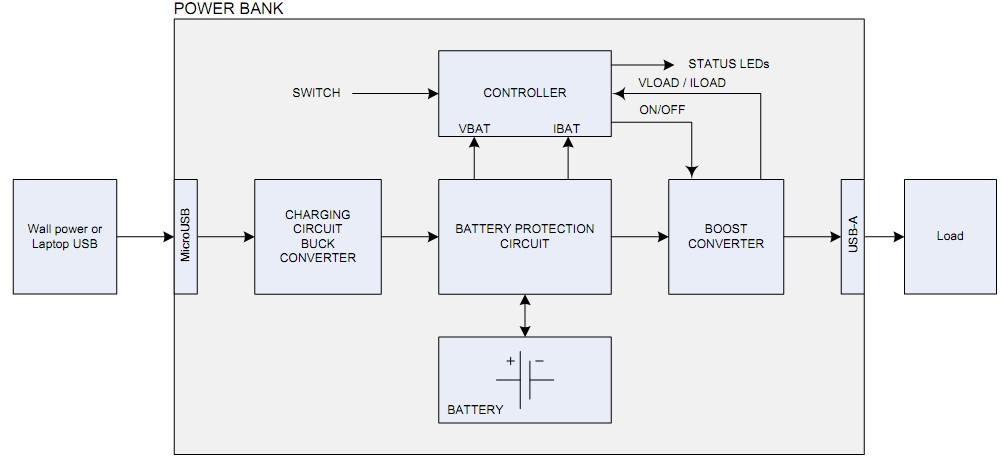 POWER BANK
STATUS LEDs
VLOAD / ILOAD
SWITCH
CONTROLLER
ON/OFF
VBAT
IBAT
Wall power or
Laptop USB
MicroUSB
CHARGING
CIRCUIT
BUCK
CONVERTER
BATTERY PROTECTION
CIRCUIT
BOOST
CONVERTER
USB-A
Load
+ −
BATTERY